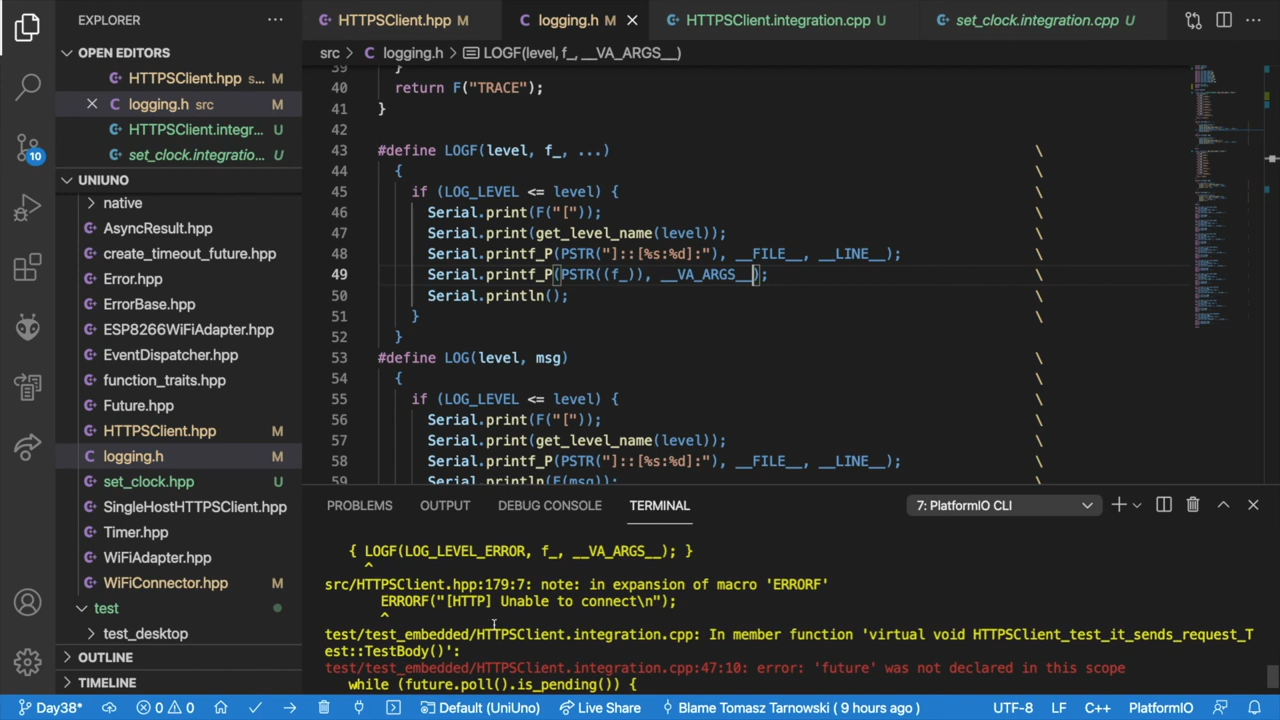 EXPLORER
OPEN EDITORS
HTTPSClient.hpp s... M
logging.h src M
HTTPSClient.integr... U
set_clock.integratio... U
UNIUNO
native
AsyncResult.hpp
create_timeout_future.hpp
Error.hpp
ErrorBase.hpp
ESP8266WiFiAdapter.hpp
EventDispatcher.hpp
function_traits.hpp
Future.hpp
HTTPSClient.hpp M
logging.h M
set_clock.hpp U
SingleHostHTTPSClient.hpp
Timer.hpp
WiFiAdapter.hpp
WiFiConnector.hpp M
test
test_desktop
OUTLINE
TIMELINE
10
HTTPSClient.hpp M
logging.h M
HTTPSClient.integration.cpp U
set_clock.integration.cpp U
src > logging.h > LOGF(level, f_, __VA_ARGS__)
39 }
40 return F("TRACE");
41 }
42
43 #define LOGF(level, f_, ...) \
44 { \
45 if (LOG_LEVEL <= level) { \
46 Serial.print(F("[")); \
47 Serial.print(get_level_name(level)); \
48 Serial.printf_P(PSTR("]::[%s:%d]:"), __FILE__, __LINE__); \
49 Serial.printf_P(PSTR((f_)), __VA_ARGS__); \
50 Serial.println(); \
51 } \
52 }
53 #define LOG(level, msg) \
54 { \
55 if (LOG_LEVEL <= level) { \
56 Serial.print(F("[")); \
57 Serial.print(get_level_name(level)); \
58 Serial.printf_P(PSTR("]::[%s:%d]:"), __FILE__, __LINE__); \
59 Serial.println(F(msg)); \
PROBLEMS OUTPUT DEBUG CONSOLE TERMINAL 7: PlatformIO CLI
{ LOGF(LOG_LEVEL_ERROR, f_, __VA_ARGS__); }
^
src/HTTPSClient.hpp:179:7: note: in expansion of macro 'ERRORF'
ERRORF("[HTTP] Unable to connect\n");
^
test/test_embedded/HTTPSClient.integration.cpp: In member function 'virtual void HTTPSClient_test_it_sends_request_T
est::TestBody()':
test/test_embedded/HTTPSClient.integration.cpp:47:10: error: 'future' was not declared in this scope
while (future.poll().is_pending()) {
Day38* 0 0 Default (UniUno) Live Share Blame Tomasz Tarnowski ( 9 hours ago ) UTF-8 LF C++ PlatformIO